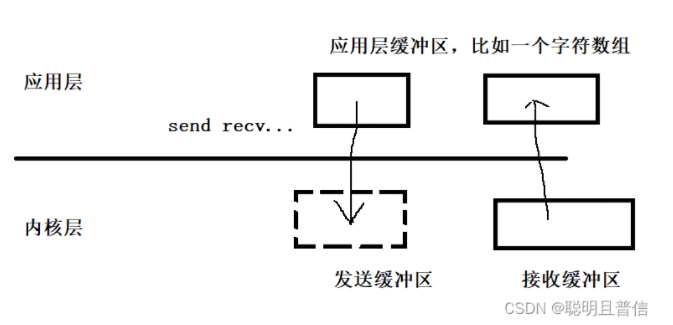 应用层缓冲区，比如一个字符数组
应用层
send recv...
内核层
发送缓冲区
接收缓冲区
CSDN @聪明且普信